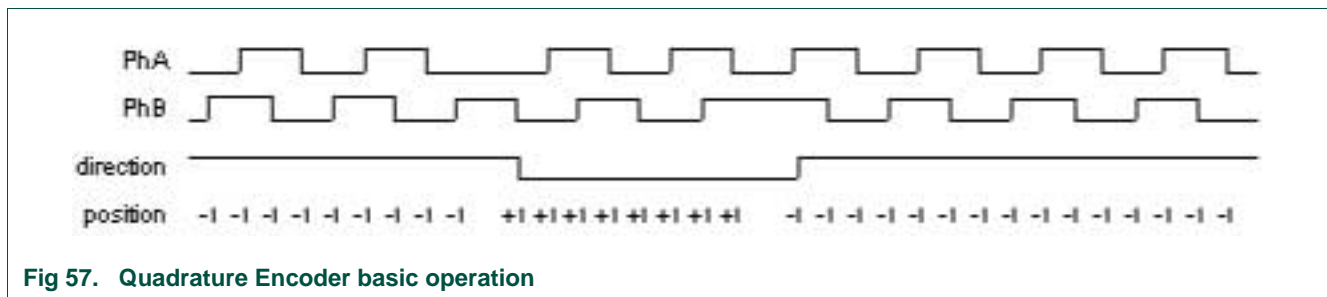 PhA
PhB
direction
position -1 -1 -1 -1 -1 -1 -1 -1 -1 +1 +1 +1 +1 +1 +1 +1 +1 -1 -1 -1 -1 -1 -1 -1 -1 -1 -1 -1 -1 -1 -1 -1
Fig 57. Quadrature Encoder basic operation